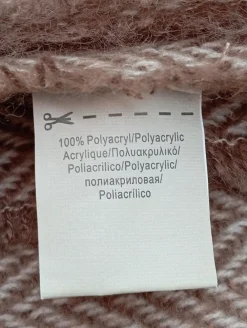 100% Polyacryl/Polyacrylic
Acrylique/Πολυακρυλικό/
Poliacrilico/Polyacrylic/
полиакриловая/
Poliacrílico